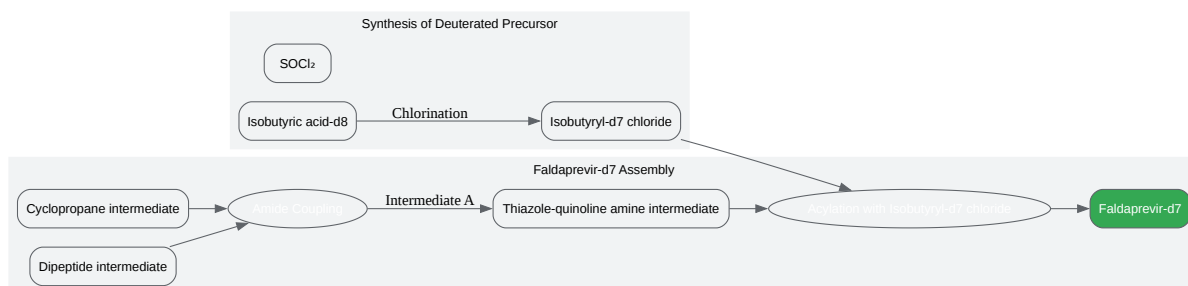 Synthesis of Deuterated Precursor
SOCl₂
Isobutyric acid-d8
Chlorination
Isobutyryl-d7 chloride
Faldaprevir-d7 Assembly
Cyclopropane intermediate
Amide Coupling
Intermediate A
Thiazole-quinoline amine intermediate
Acylation with Isobutyryl-d7 chloride
Faldaprevir-d7
Dipeptide intermediate